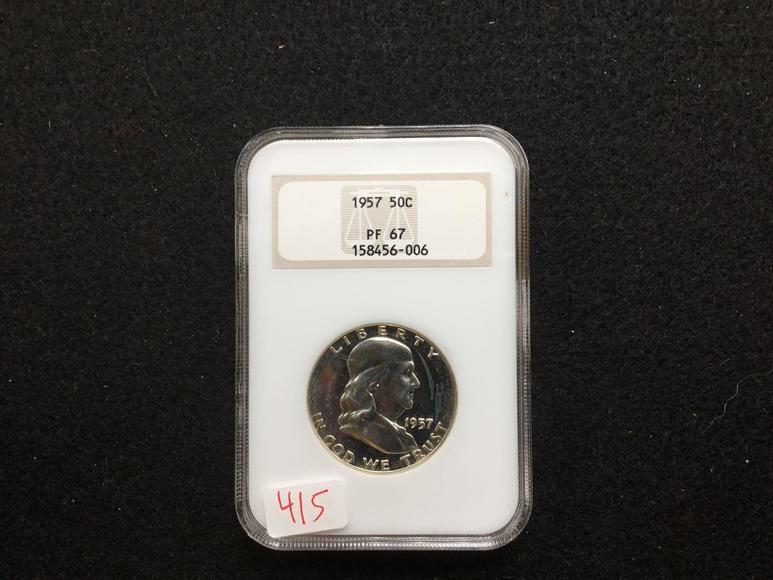 1957 50C
PF 67
158456-006
LIBERTY
1957
IN GOD WE TRUST
415